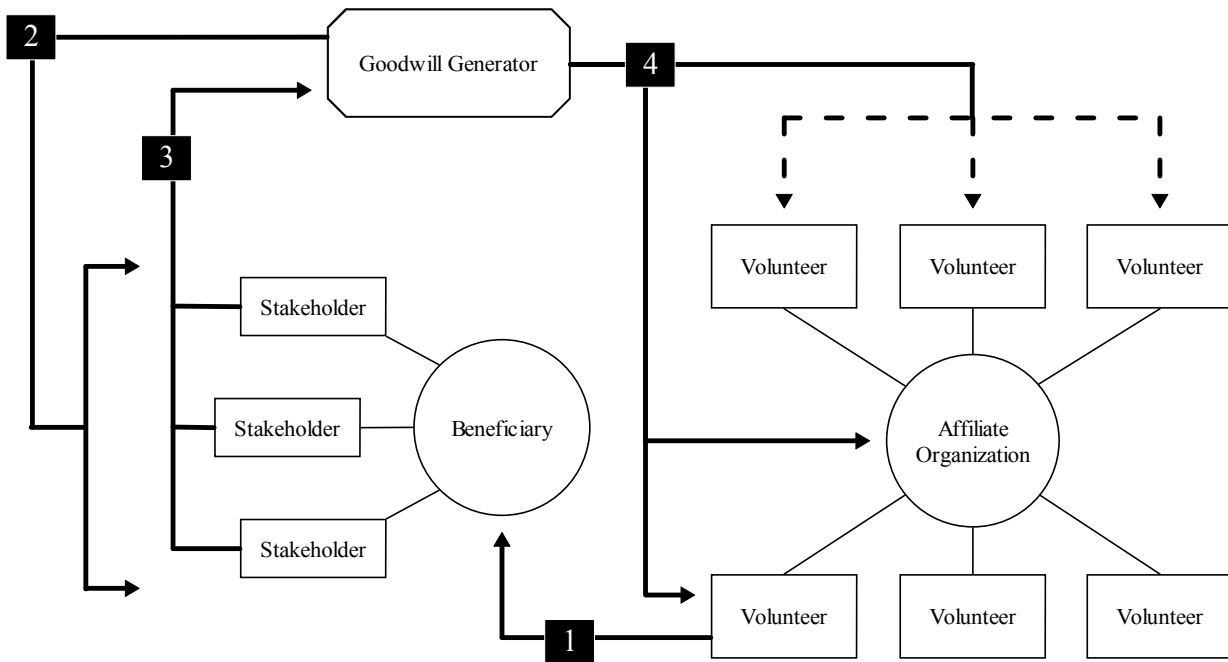 2
Goodwill Generator
4
3
Volunteer
Volunteer
Volunteer
Stakeholder
Stakeholder
Beneficiary
Affiliate
Organization
Stakeholder
Volunteer
Volunteer
Volunteer
1